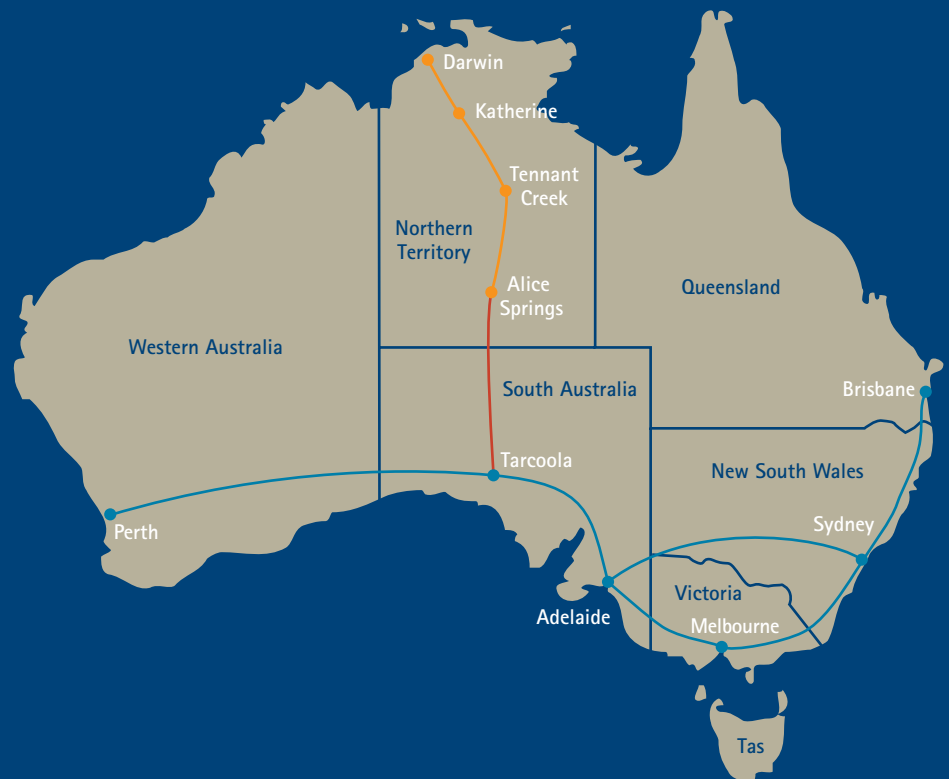 Darwin
Katherine
Tennant
Creek
Northern
Territory
Alice
Springs
Queensland
Western Australia
South Australia
Brisbane
Tarcoola
New South Wales
Perth
Sydney
Victoria
Adelaide
Melbourne
Tas